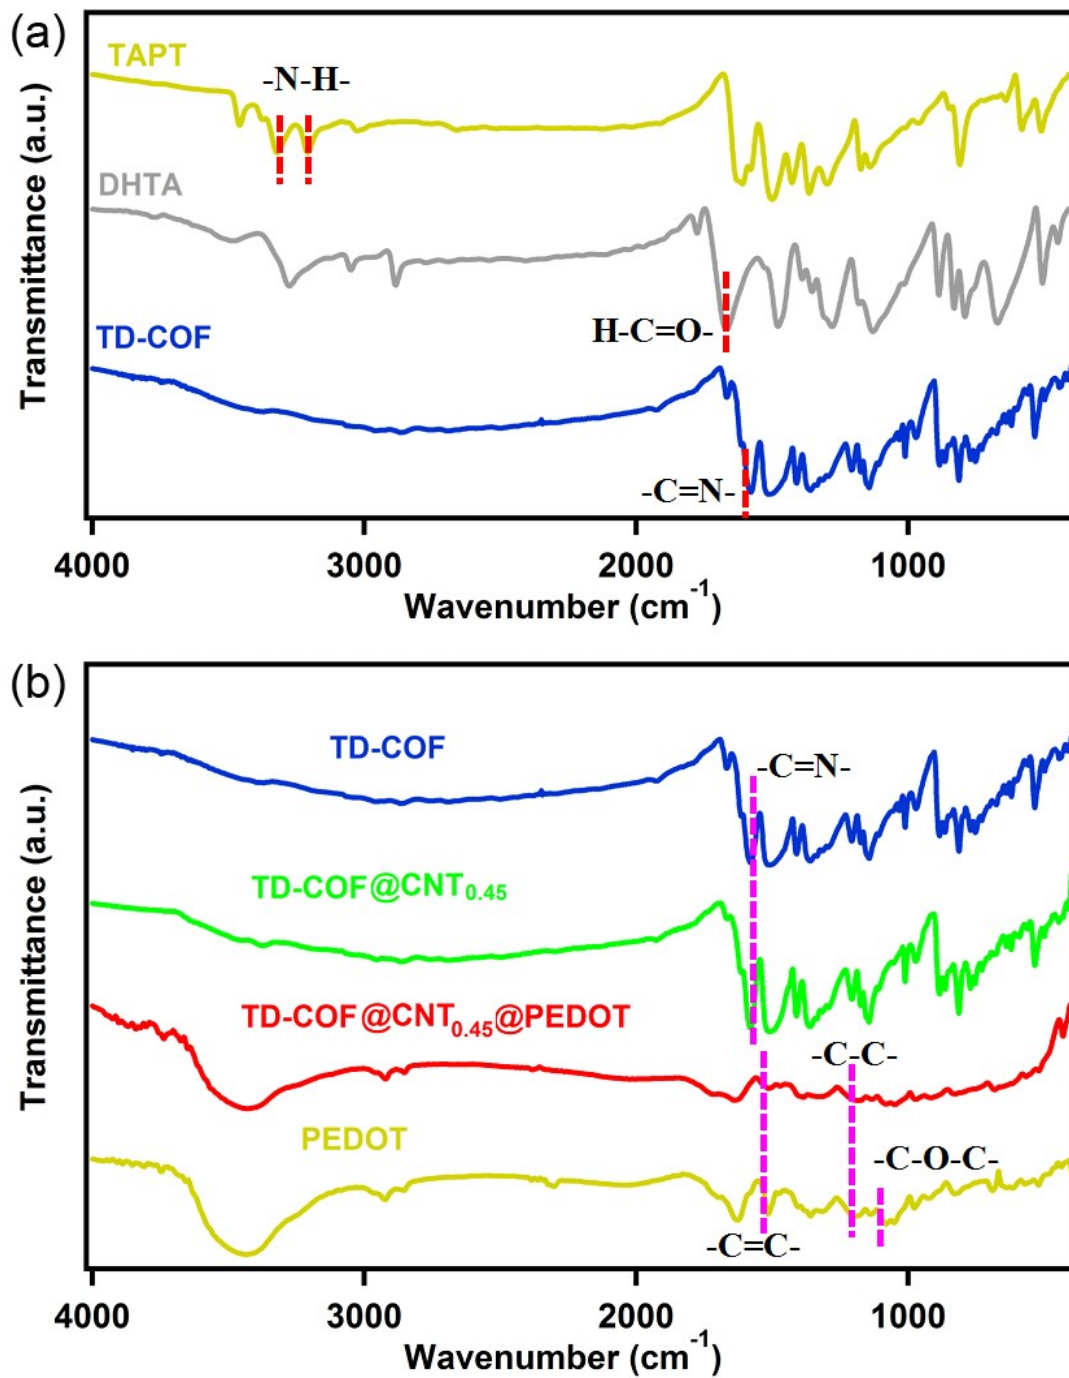 (a)
TAPT
-N-H-
DHTA
H-C=O-
TD-COF
-C=N-
Transmittance (a.u.)
4000 3000 2000 1000
Wavenumber (cm⁻¹)
(b)
TD-COF
-C=N-
TD-COF@CNT₀.₄₅
TD-COF@CNT₀.₄₅@PEDOT
-C-C-
PEDOT
-C-O-C-
-C=C-
Transmittance (a.u.)
4000 3000 2000 1000
Wavenumber (cm⁻¹)